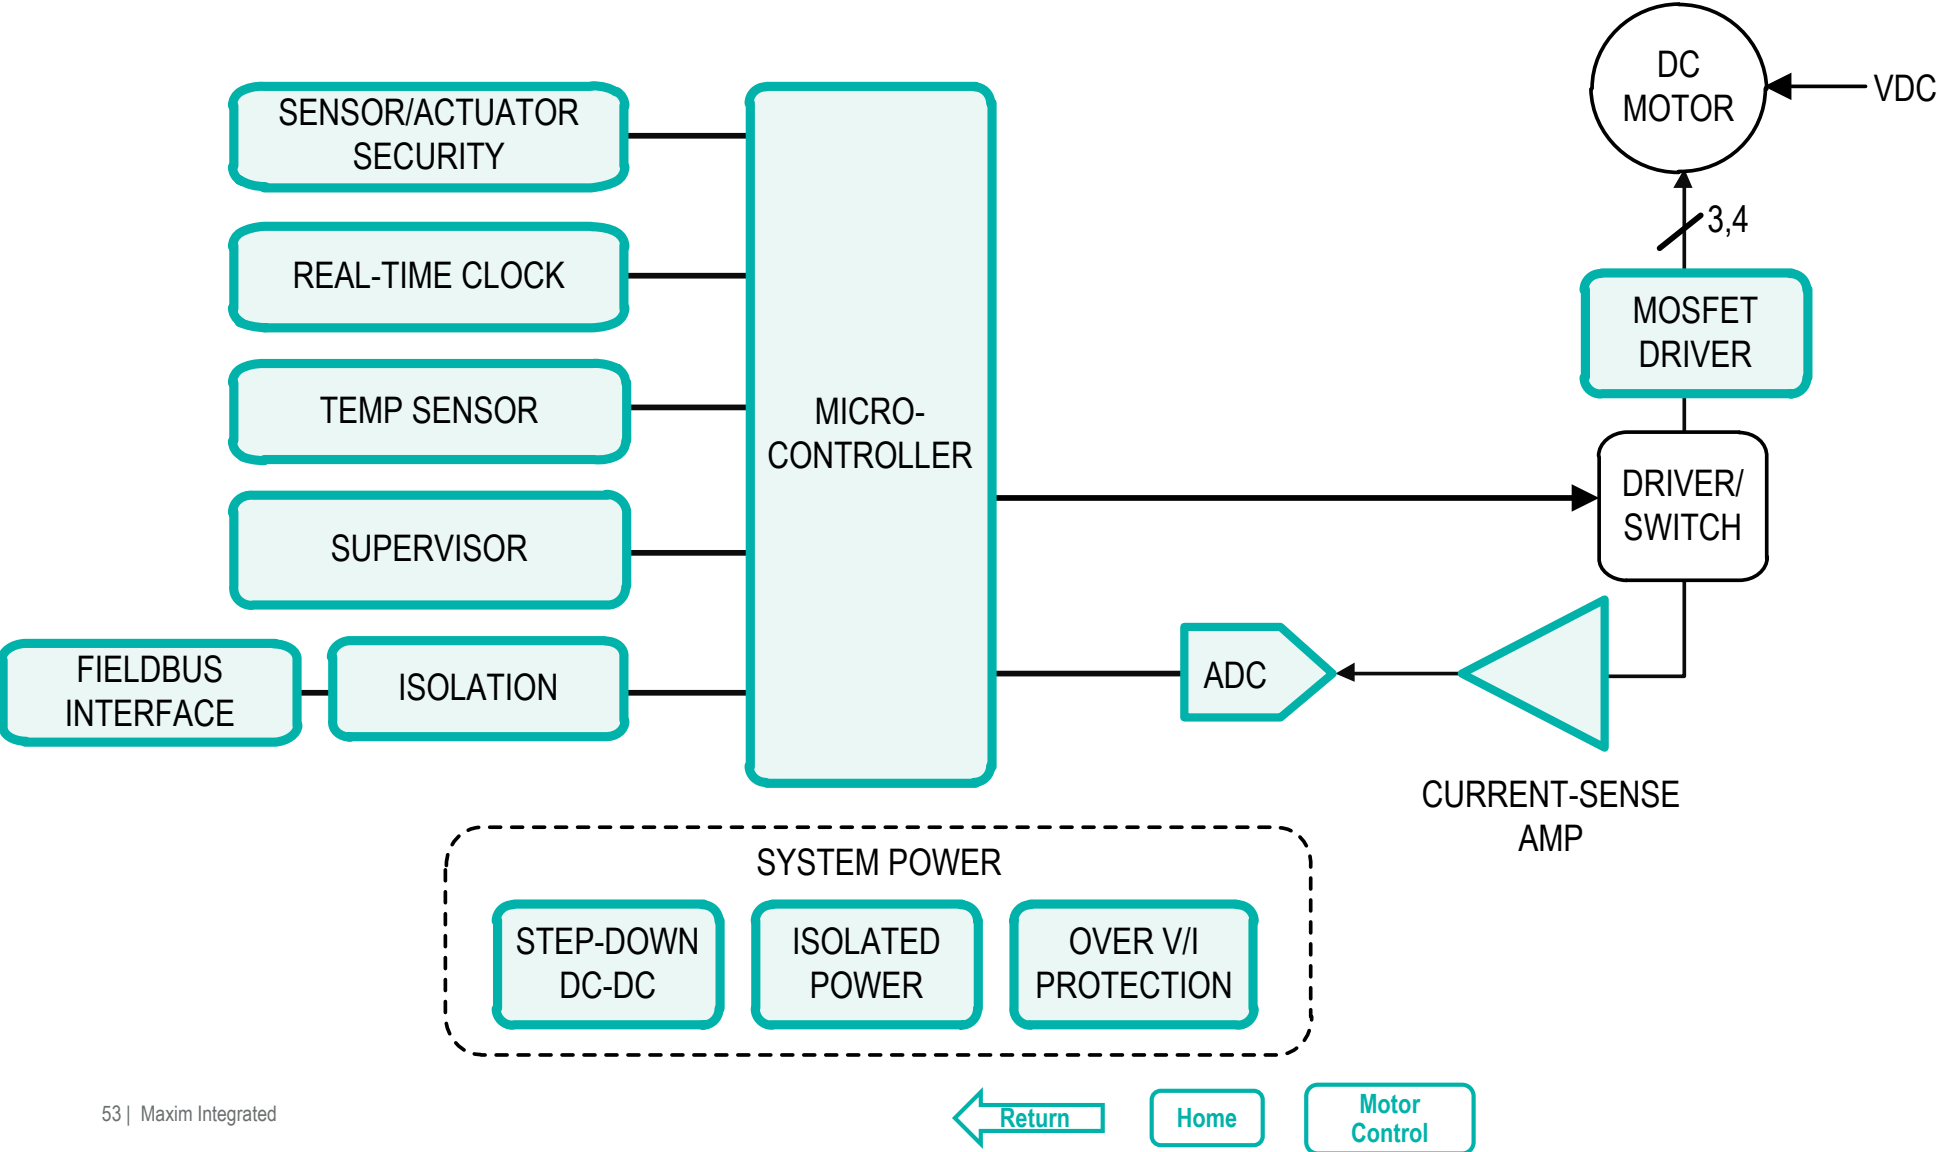 DC
MOTOR
VDC
SENSOR/ACTUATOR
SECURITY
3,4
REAL-TIME CLOCK
MOSFET
DRIVER
TEMP SENSOR
MICRO-
CONTROLLER
DRIVER/
SWITCH
SUPERVISOR
FIELDBUS
INTERFACE
ISOLATION
ADC
CURRENT-SENSE
AMP
SYSTEM POWER
STEP-DOWN
DC-DC
ISOLATED
POWER
OVER V/I
PROTECTION
53 | Maxim Integrated
Return
Home
Motor
Control